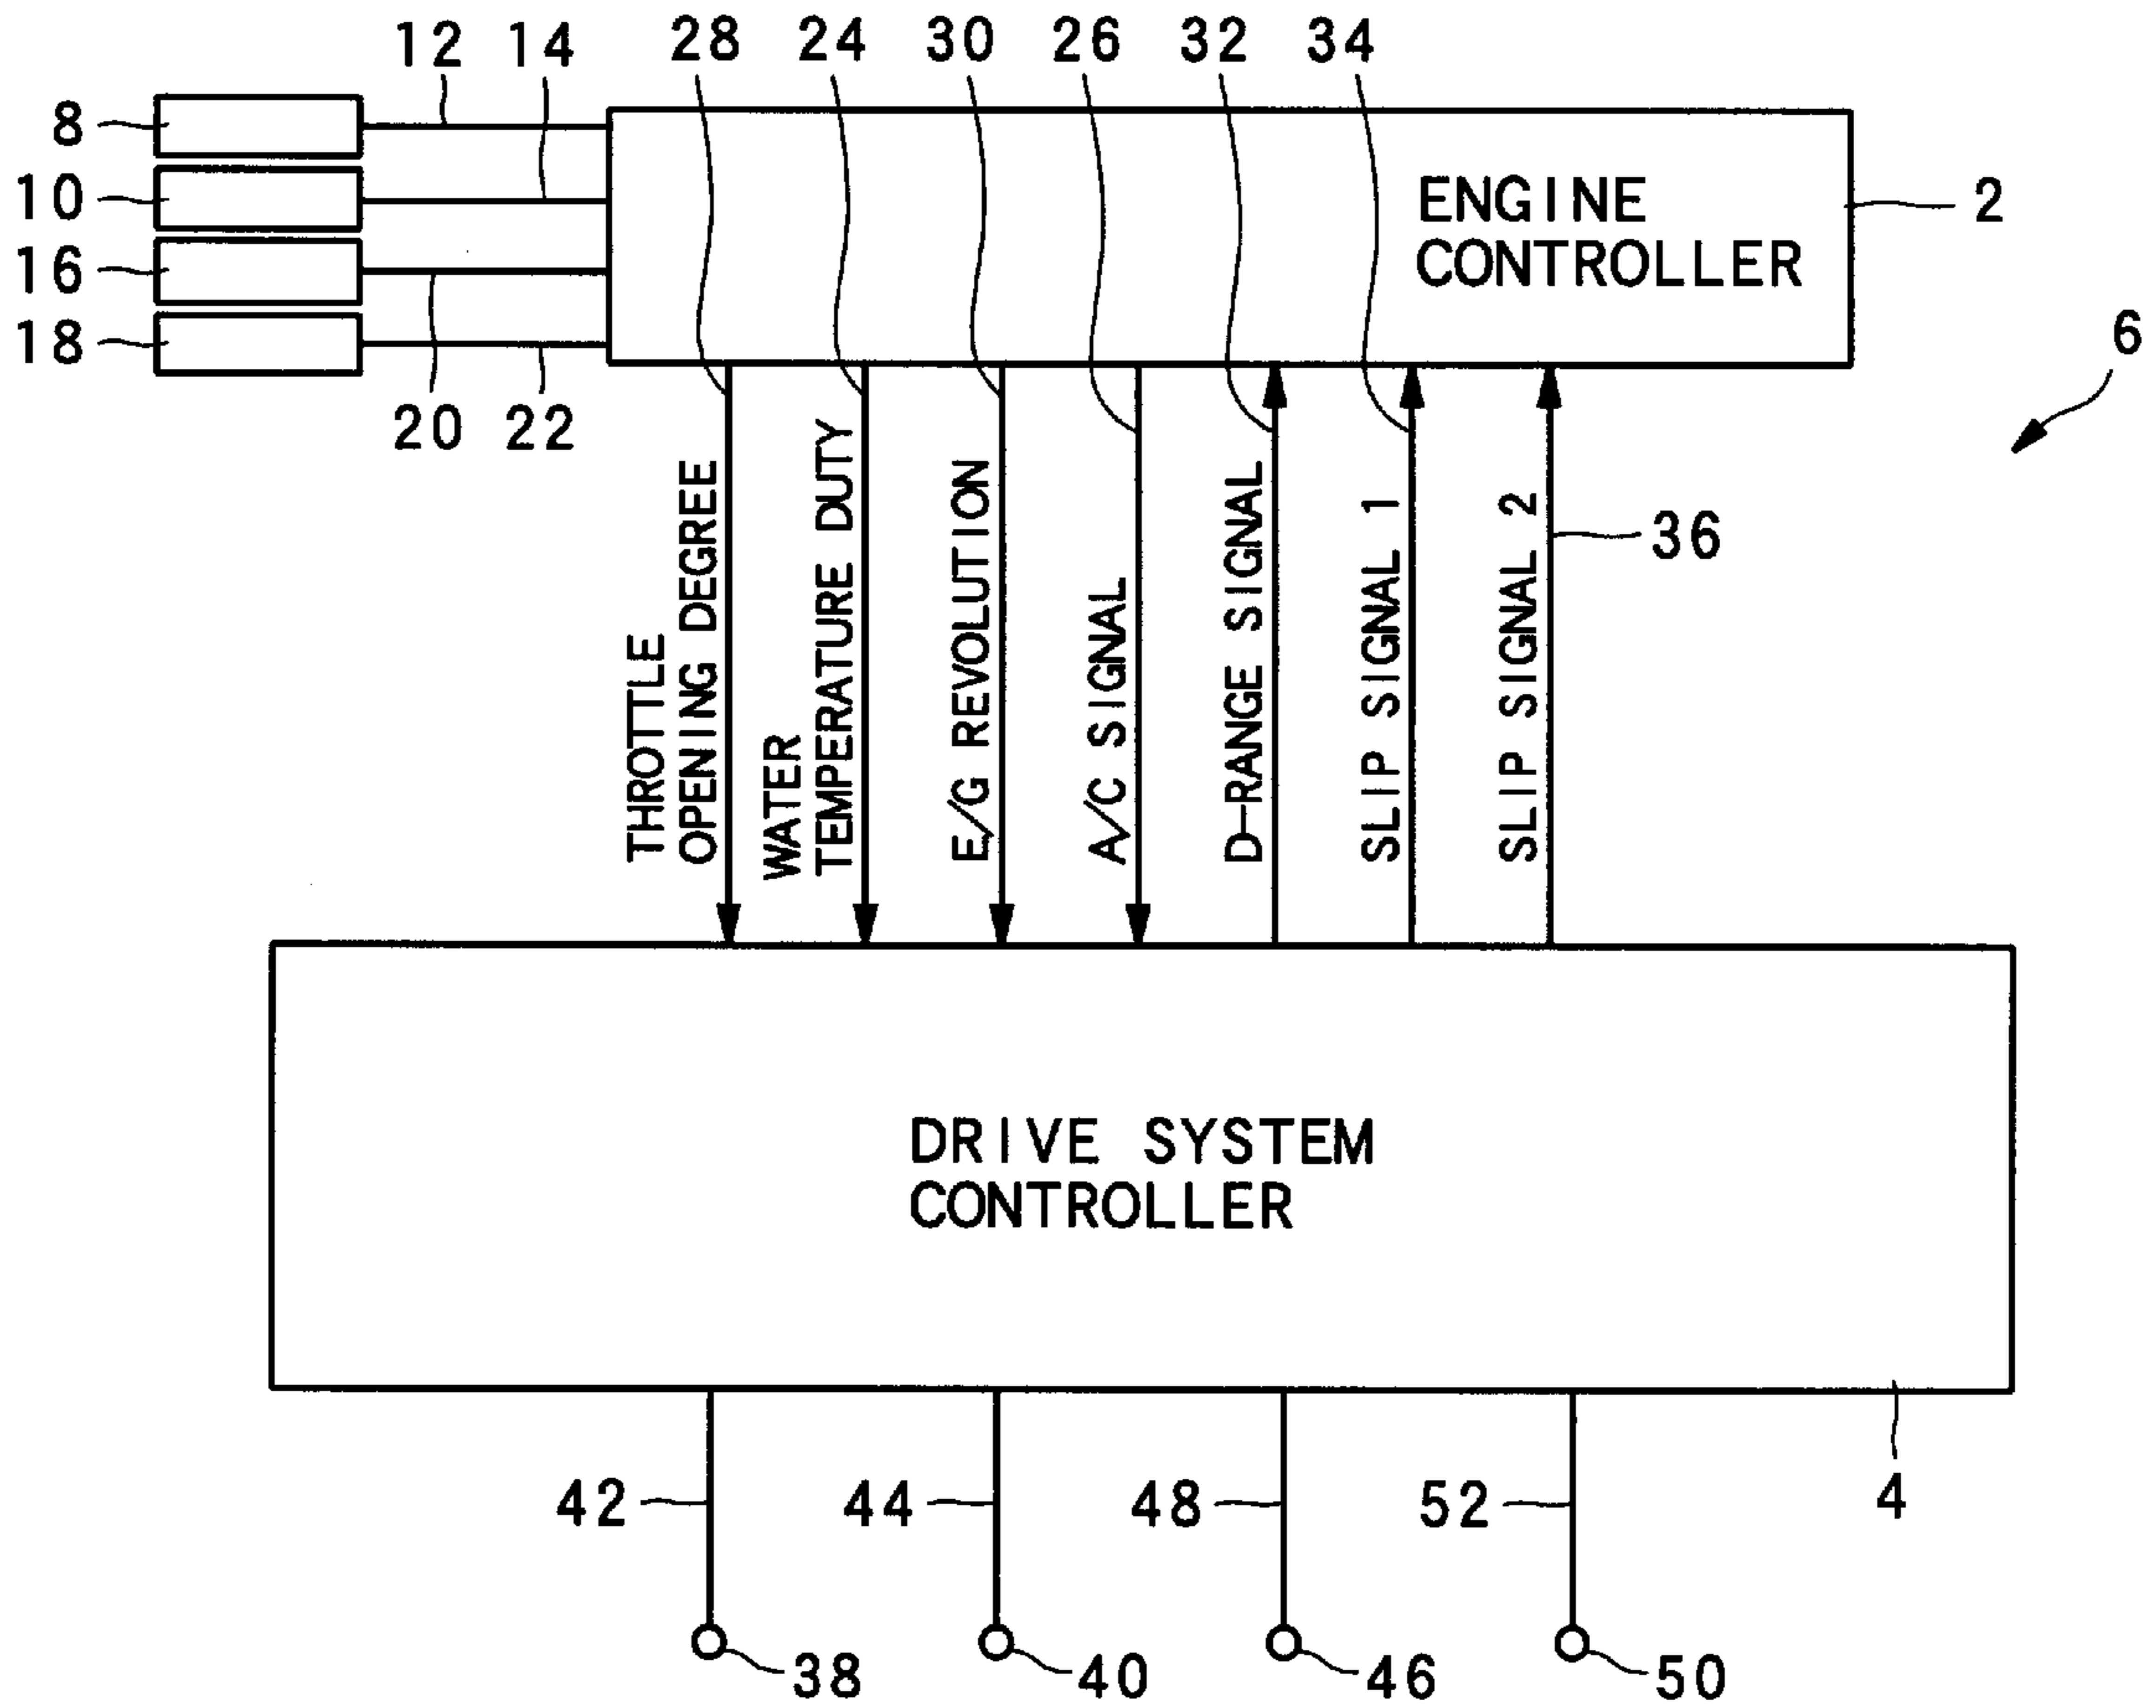 12 14 28 24 30 26 32 34
8
10
16
18
ENGINE
CONTROLLER
2
6
20 22
THROTTLE
OPENING DEGREE
WATER
TEMPERATURE DUTY
E/G REVOLUTION
A/C SIGNAL
D-RANGE SIGNAL
SLIP SIGNAL 1
SLIP SIGNAL 2
36
DRIVE SYSTEM
CONTROLLER
42 44 48 52 4
38 40 46 50